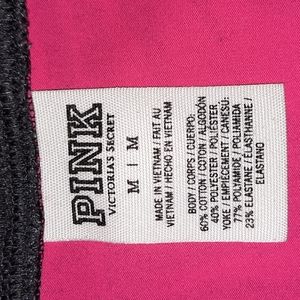 PINK
VICTORIA'S SECRET
M | M
MADE IN VIETNAM / FAIT AU
VIETNAM / HECHO EN VIETNAM
BODY / CORPS / CUERPO:
60% COTTON / COTON / ALGODÓN
40% POLYESTER / POLIÉSTER
YOKE / EMPIÈCEMENT / CANESÚ:
77% POLYAMIDE / POLIAMIDA
23% ELASTANE / ÉLASTHANNE /
ELASTANO